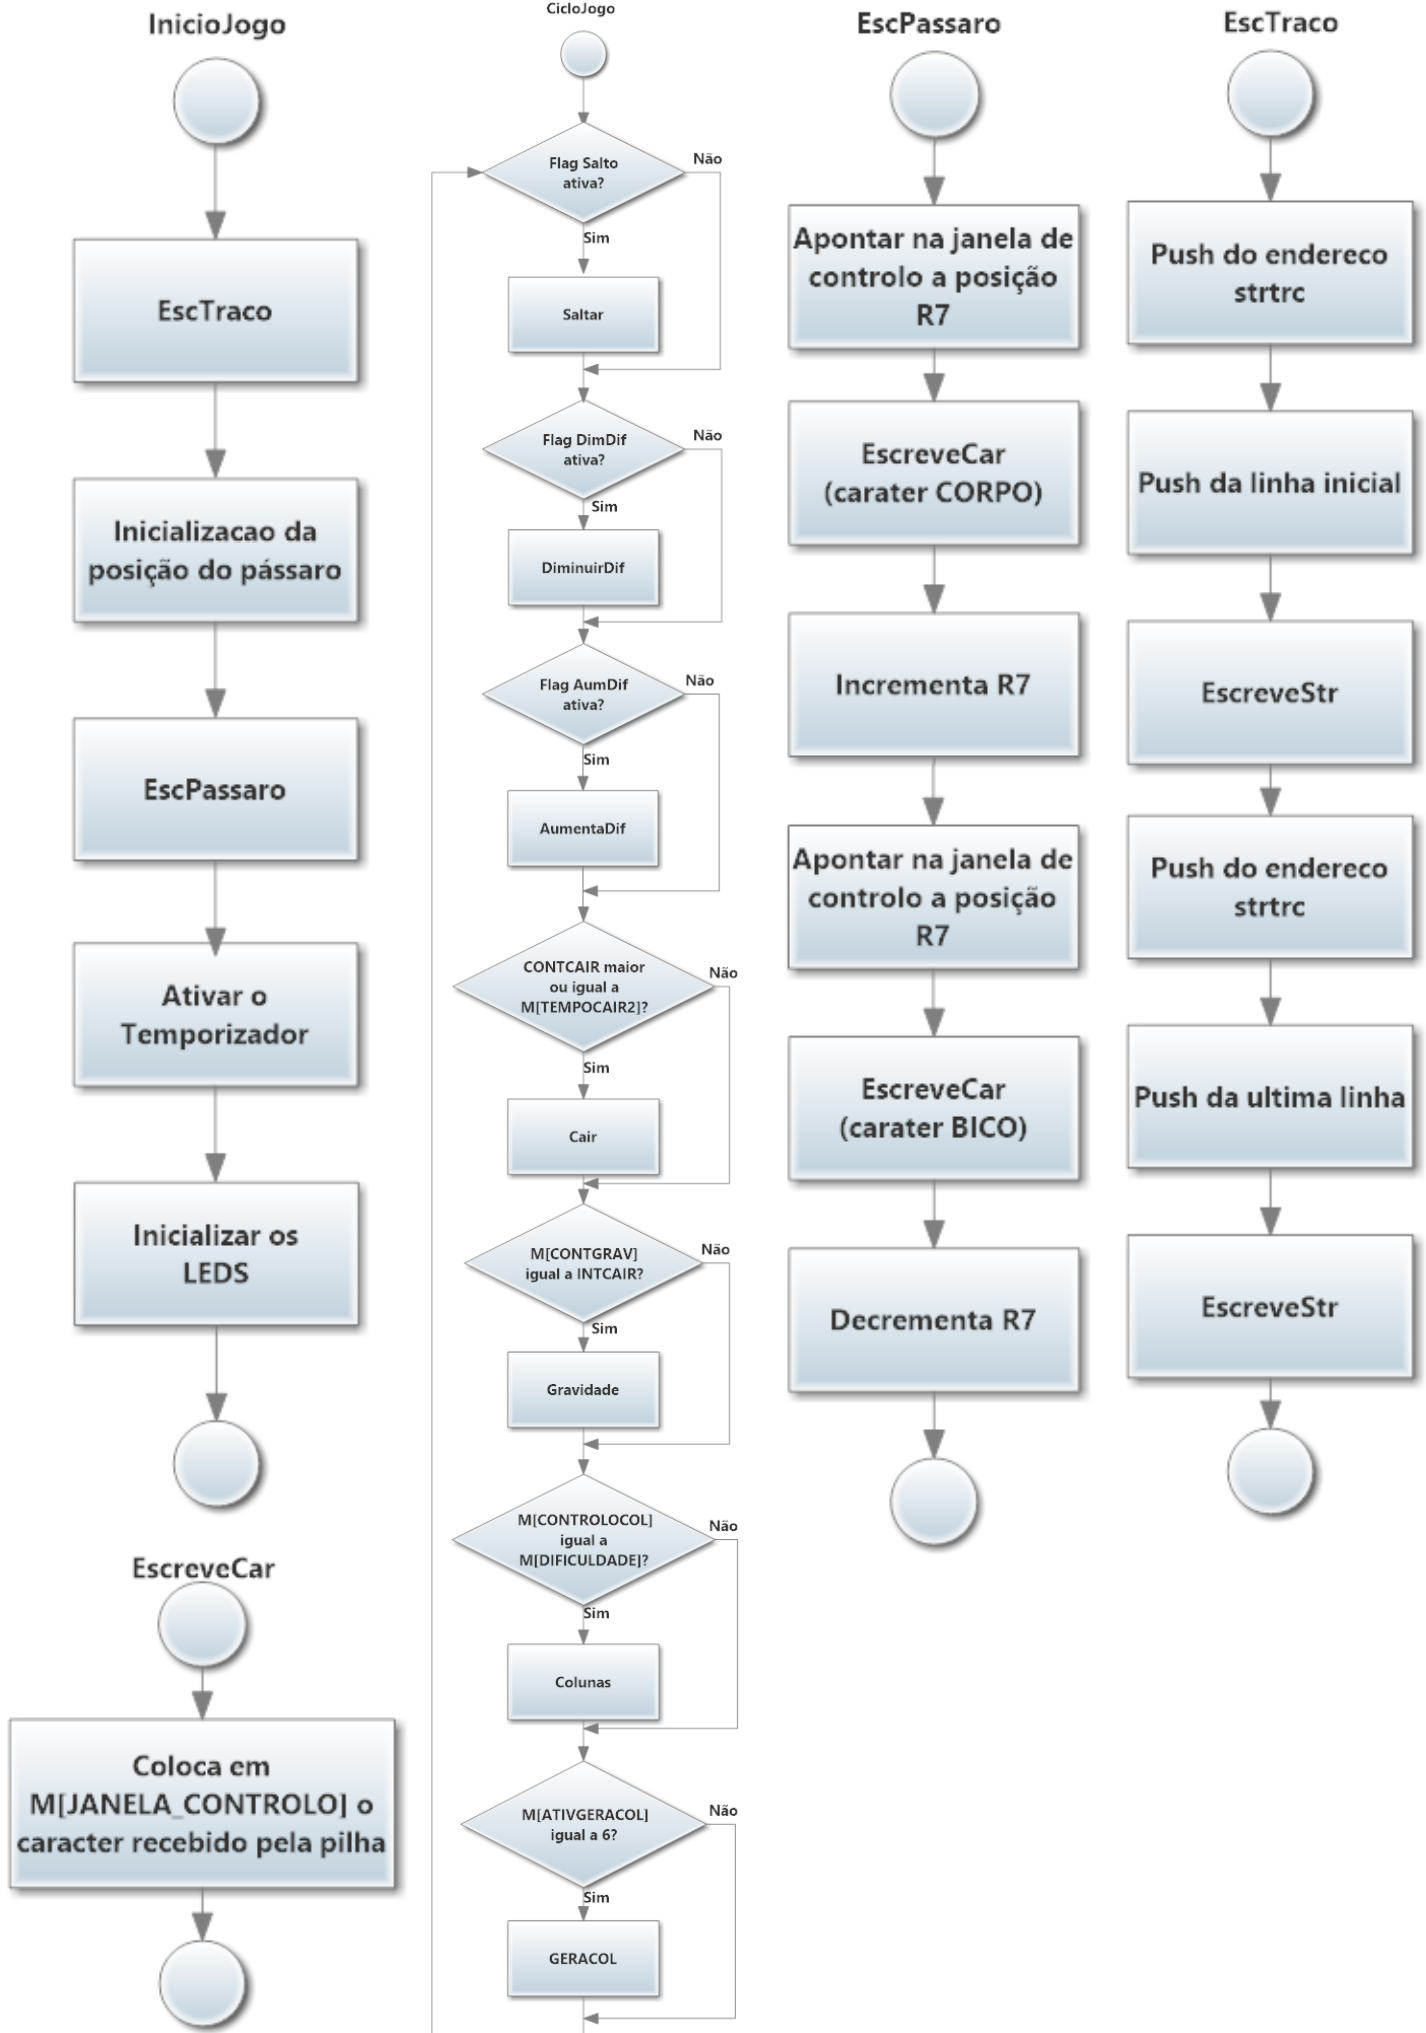 InicioJogo
EscTraco
Inicializacao da
posição do pássaro
EscPassaro
Ativar o
Temporizador
Inicializar os
LEDS
EscreveCar
Coloca em
M[JANELA_CONTROLO] o
caracter recebido pela pilha
CicloJogo
Flag Salto
ativa?
Não
Sim
Saltar
Flag DimDif
ativa?
Não
Sim
DiminuirDif
Flag AumDif
ativa?
Não
Sim
AumentaDif
CONTCAIR maior
ou igual a
M[TEMPOCAIR2]?
Não
Sim
Cair
M[CONTGRAV]
igual a INTCAIR?
Não
Sim
Gravidade
M[CONTROLOCOL]
igual a
M[DIFICULDADE]?
Não
Sim
Colunas
M[ATIVGERACOL]
igual a 6?
Não
Sim
GERACOL
EscPassaro
Apontar na janela de
controlo a posição
R7
EscreveCar
(carater CORPO)
Incrementa R7
Apontar na janela de
controlo a posição
R7
EscreveCar
(carater BICO)
Decrementa R7
EscTraco
Push do endereco
strtrc
Push da linha inicial
EscreveStr
Push do endereco
strtrc
Push da ultima linha
EscreveStr